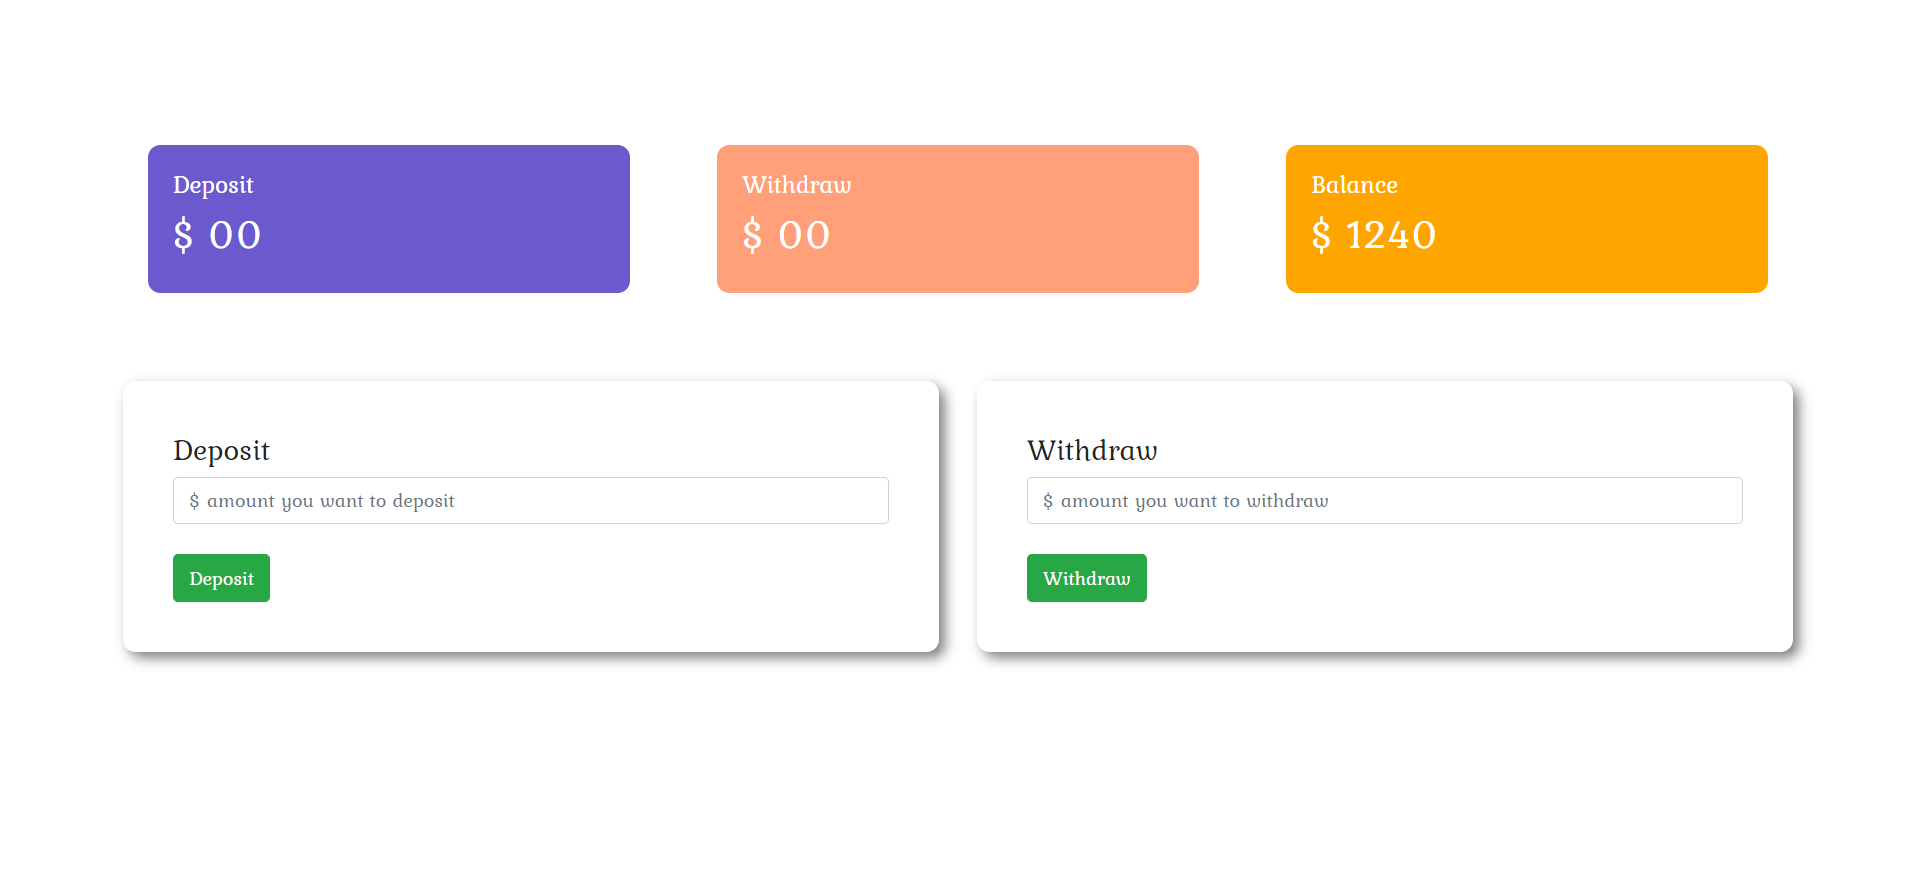 Deposit
$ 00
Withdraw
$ 00
Balance
$ 1240
Deposit
$ amount you want to deposit
Deposit
Withdraw
$ amount you want to withdraw
Withdraw